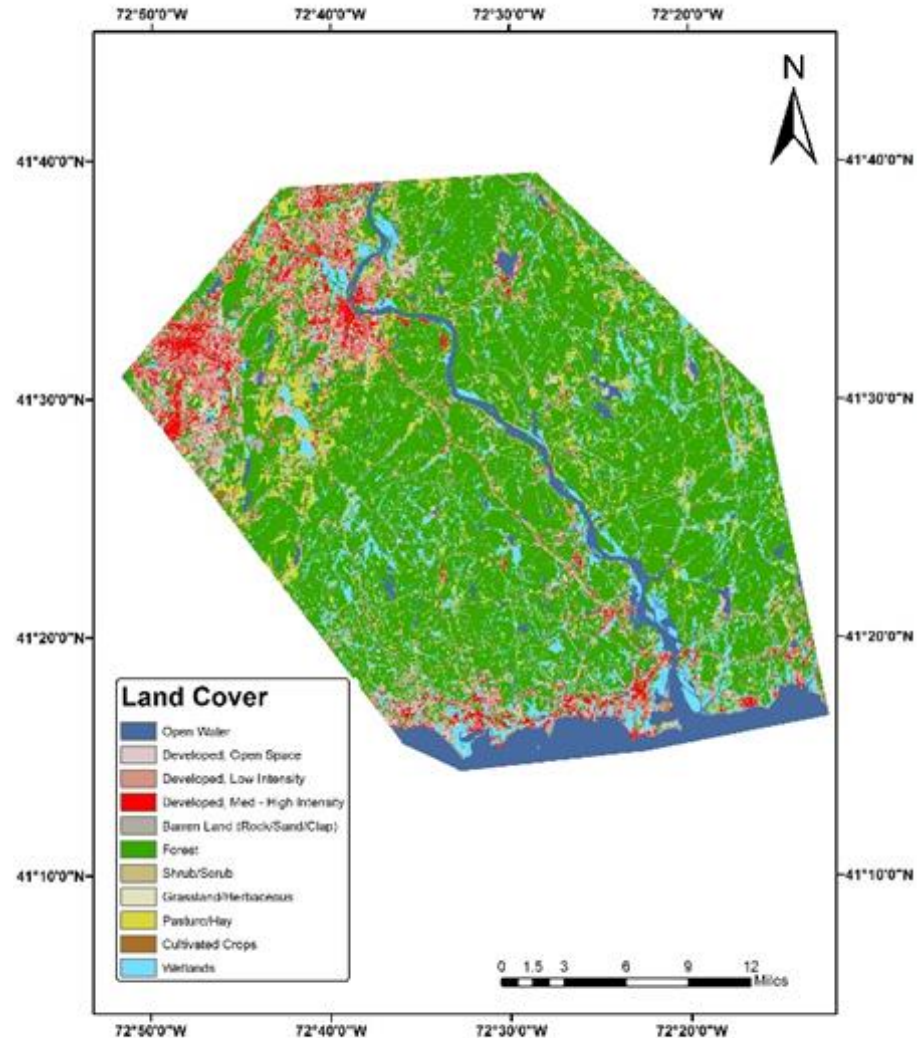 72°50'0"W 72°40'0"W 72°30'0"W 72°20'0"W
N
41°40'0"N 41°40'0"N
41°30'0"N 41°30'0"N
41°20'0"N 41°20'0"N
Land Cover
Open Water
Developed, Open Space
Developed, Low Intensity
Developed, Med - High Intensity
Barren Land (Rock/Sand/Clap)
Forest
Shrub/Scrub
Grassland/Herbaceous
Pasture/Hay
Cultivated Crops
Wetlands
41°10'0"N 41°10'0"N
0 1.5 3 6 9 12
Miles
72°50'0"W 72°40'0"W 72°30'0"W 72°20'0"W